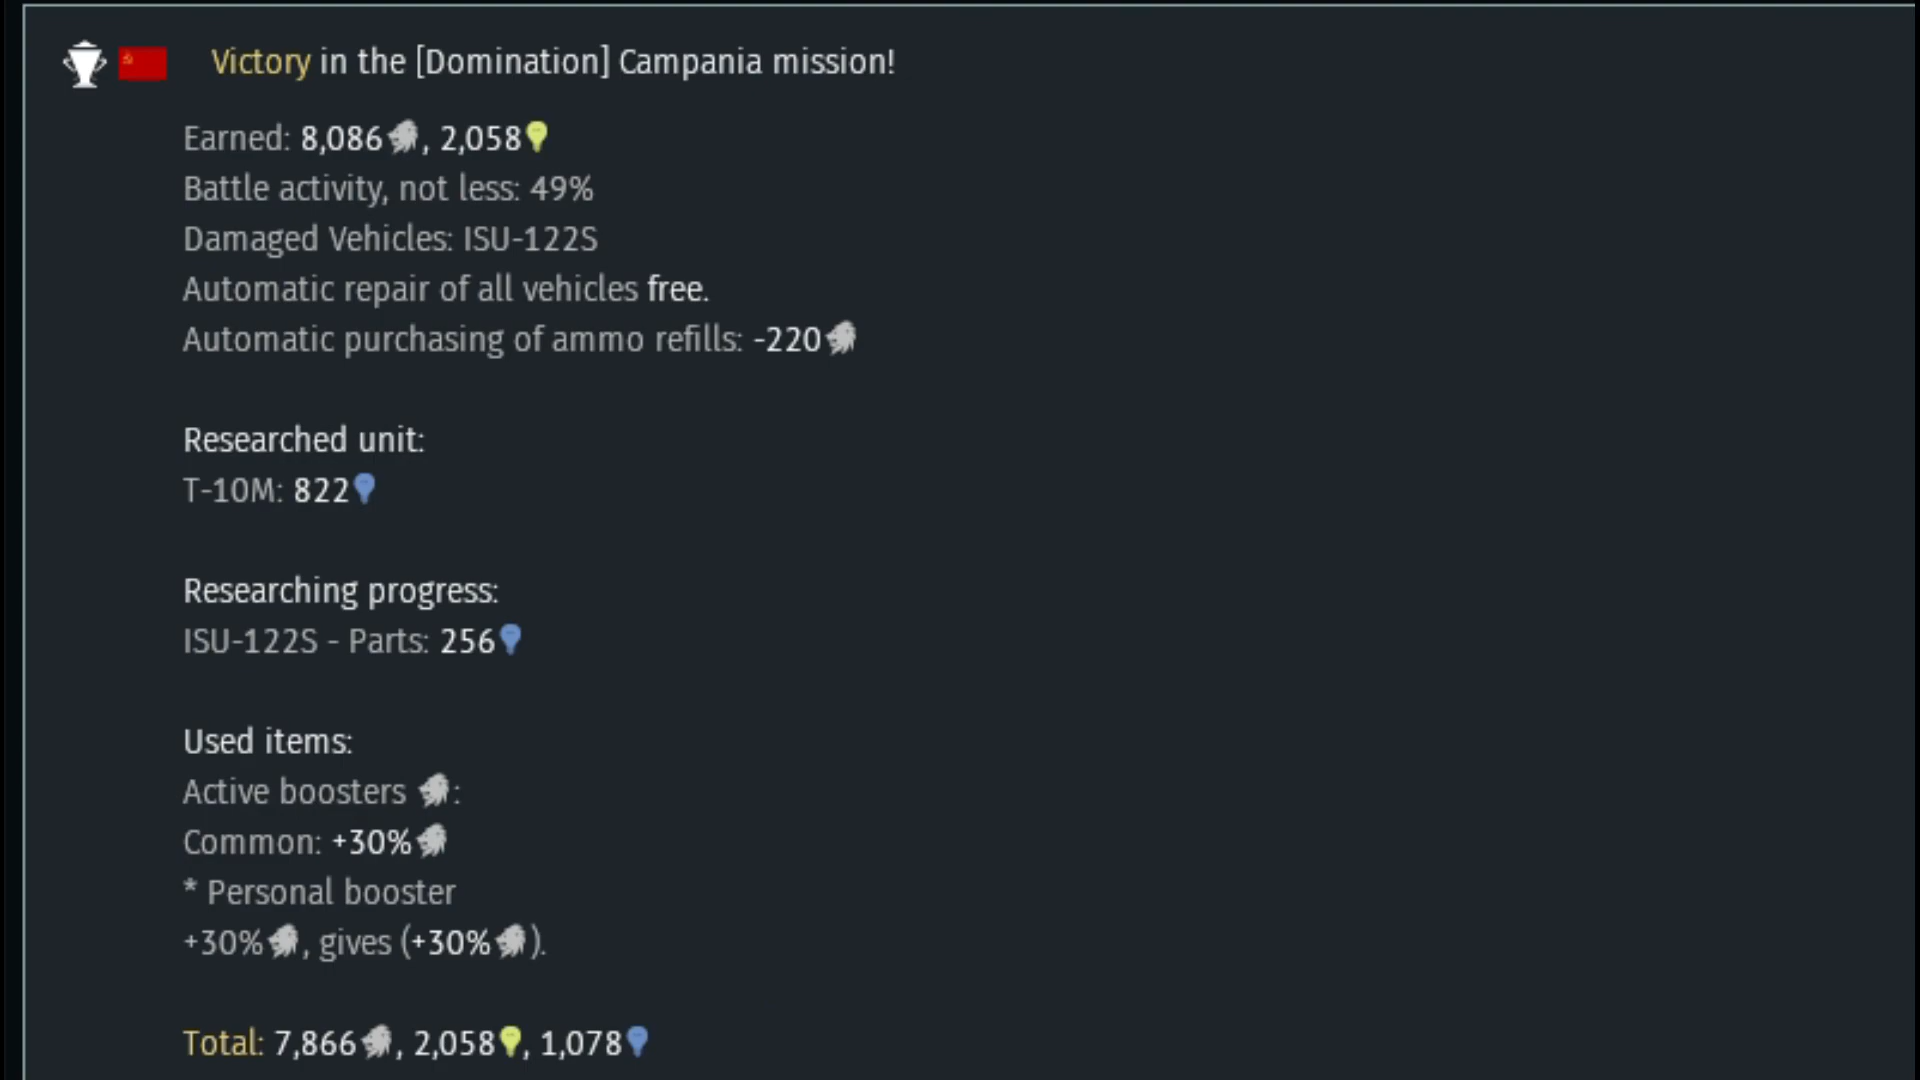 Victory in the [Domination] Campania mission!
Earned: 8,086, 2,058
Battle activity, not less: 49%
Damaged Vehicles: ISU-122S
Automatic repair of all vehicles free.
Automatic purchasing of ammo refills: -220
Researched unit:
T-10M: 822
Researching progress:
ISU-122S - Parts: 256
Used items:
Active boosters :
Common: +30%
* Personal booster
+30%, gives (+30%).
Total: 7,866, 2,058, 1,078